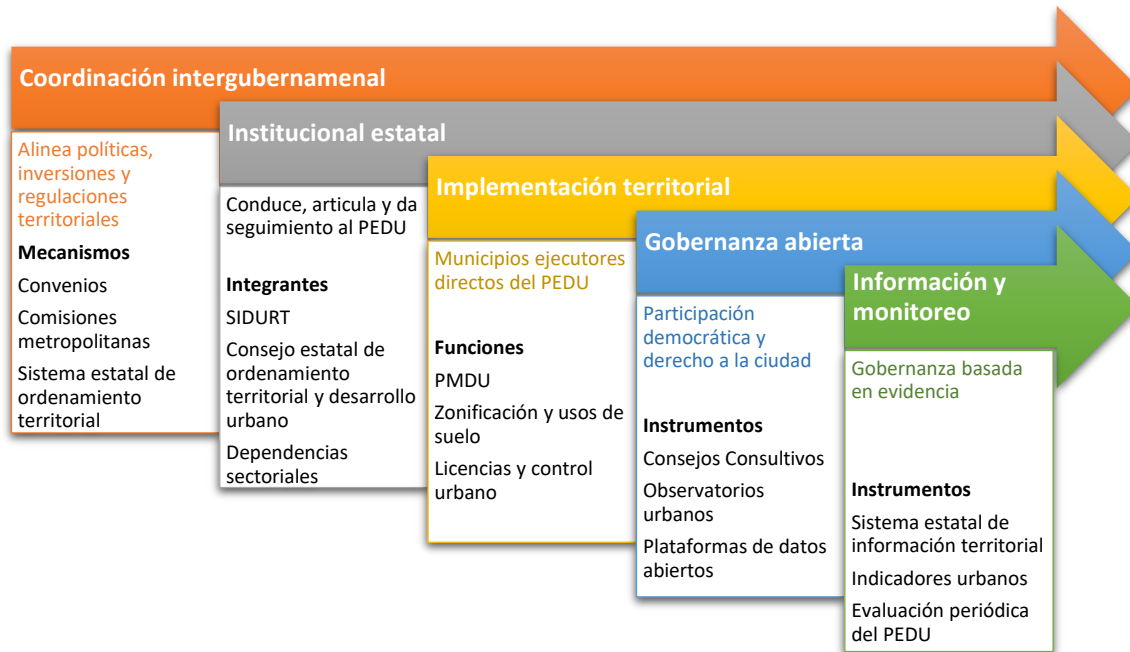 Coordinación intergubernamenal
Alinea políticas,
inversiones y
regulaciones
territoriales
Mecanismos
Convenios
Comisiones
metropolitanas
Sistema estatal de
ordenamiento
territorial
Institucional estatal
Conduce, articula y da
seguimiento al PEDU
Integrantes
SIDURT
Consejo estatal de
ordenamiento
territorial y desarrollo
urbano
Dependencias
sectoriales
Implementación territorial
Municipios ejecutores
directos del PEDU
Funciones
PMDU
Zonificación y usos de
suelo
Licencias y control
urbano
Gobernanza abierta
Participación
democrática y
derecho a la ciudad
Instrumentos
Consejos Consultivos
Observatorios
urbanos
Plataformas de datos
abiertos
Información y
monitoreo
Gobernanza basada
en evidencia
Instrumentos
Sistema estatal de
información territorial
Indicadores urbanos
Evaluación periódica
del PEDU